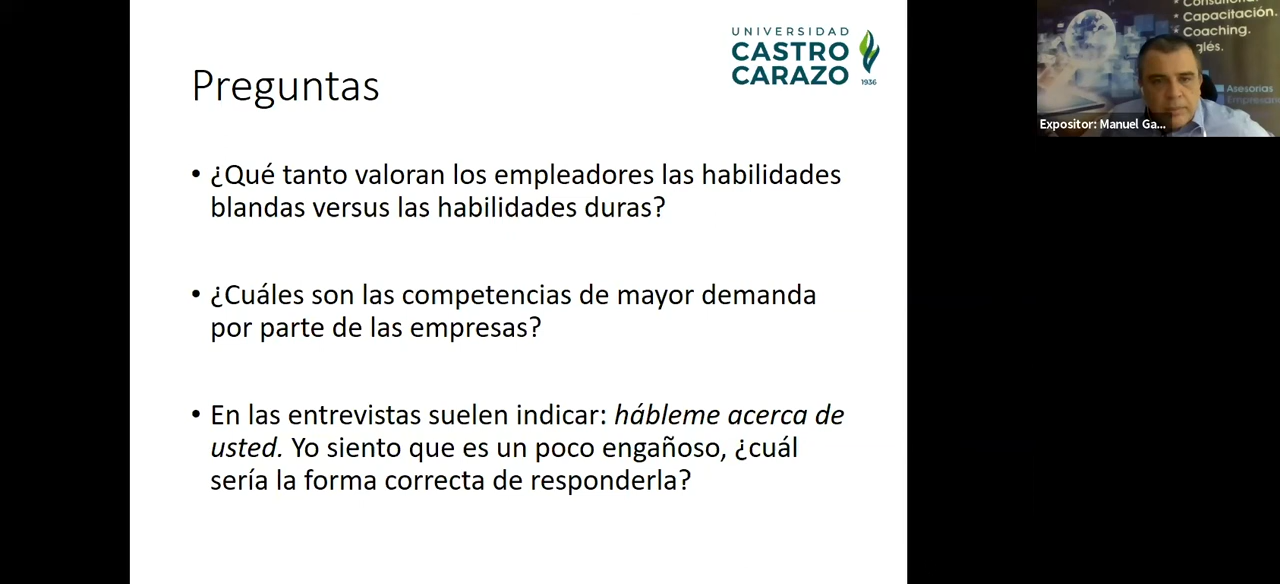 UNIVERSIDAD
CASTRO
CARAZO
1936
Preguntas
• ¿Qué tanto valoran los empleadores las habilidades
blandas versus las habilidades duras?
• ¿Cuáles son las competencias de mayor demanda
por parte de las empresas?
• En las entrevistas suelen indicar: hábleme acerca de
usted. Yo siento que es un poco engañoso, ¿cuál
sería la forma correcta de responderla?
* Capacitación.
* Coaching.
Asesorías
Expositor: Manuel Ga...